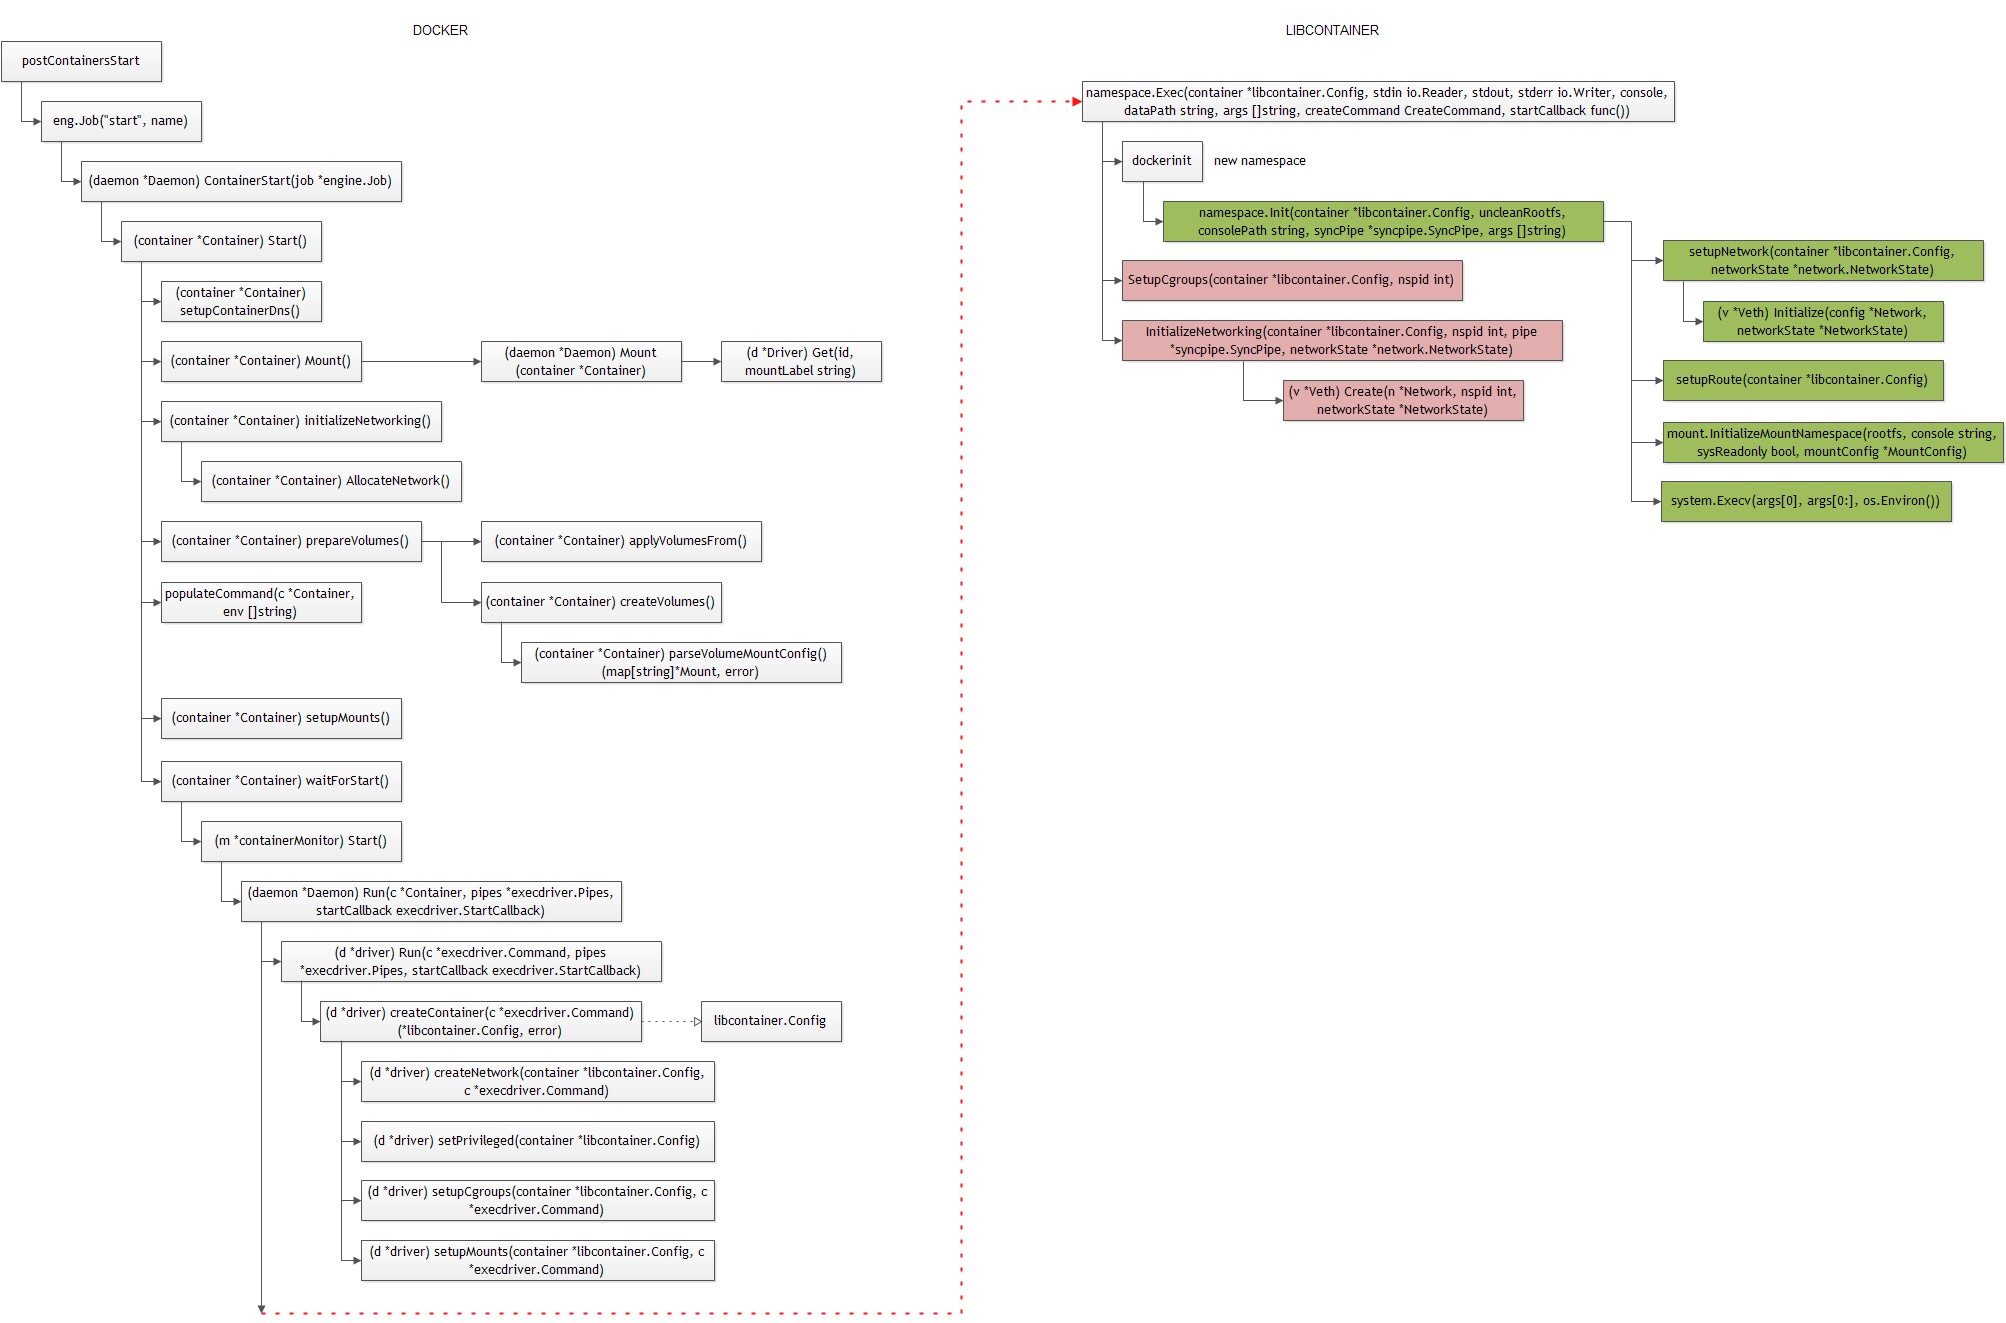 DOCKER
postContainersStart
eng.Job("start", name)
(daemon *Daemon) ContainerStart(job *engine.Job)
(container *Container) Start()
(container *Container)
setupContainerDns()
(container *Container) Mount()
(daemon *Daemon) Mount
(container *Container)
(d *Driver) Get(id,
mountLabel string)
(container *Container) initializeNetworking()
(container *Container) AllocateNetwork()
(container *Container) prepareVolumes()
(container *Container) applyVolumesFrom()
populateCommand(c *Container,
env []string)
(container *Container) createVolumes()
(container *Container) parseVolumeMountConfig()
(map[string]*Mount, error)
(container *Container) setupMounts()
(container *Container) waitForStart()
(m *containerMonitor) Start()
(daemon *Daemon) Run(c *Container, pipes *execdriver.Pipes,
startCallback execdriver.StartCallback)
(d *driver) Run(c *execdriver.Command, pipes
*execdriver.Pipes, startCallback execdriver.StartCallback)
(d *driver) createContainer(c *execdriver.Command)
(*libcontainer.Config, error)
libcontainer.Config
(d *driver) createNetwork(container *libcontainer.Config,
c *execdriver.Command)
(d *driver) setPrivileged(container *libcontainer.Config)
(d *driver) setupCgroups(container *libcontainer.Config, c
*execdriver.Command)
(d *driver) setupMounts(container *libcontainer.Config, c
*execdriver.Command)
LIBCONTAINER
namespace.Exec(container *libcontainer.Config, stdin io.Reader, stdout, stderr io.Writer, console,
dataPath string, args []string, createCommand CreateCommand, startCallback func())
dockerinit
new namespace
namespace.Init(container *libcontainer.Config, uncleanRootfs,
consolePath string, syncPipe *syncpipe.SyncPipe, args []string)
SetupCgroups(container *libcontainer.Config, nspid int)
InitializeNetworking(container *libcontainer.Config, nspid int, pipe
*syncpipe.SyncPipe, networkState *network.NetworkState)
(v *Veth) Create(n *Network, nspid int,
networkState *NetworkState)
setupNetwork(container *libcontainer.Config,
networkState *network.NetworkState)
(v *Veth) Initialize(config *Network,
networkState *NetworkState)
setupRoute(container *libcontainer.Config)
mount.InitializeMountNamespace(rootfs, console string,
sysReadonly bool, mountConfig *MountConfig)
system.Execv(args[0], args[0:], os.Environ())